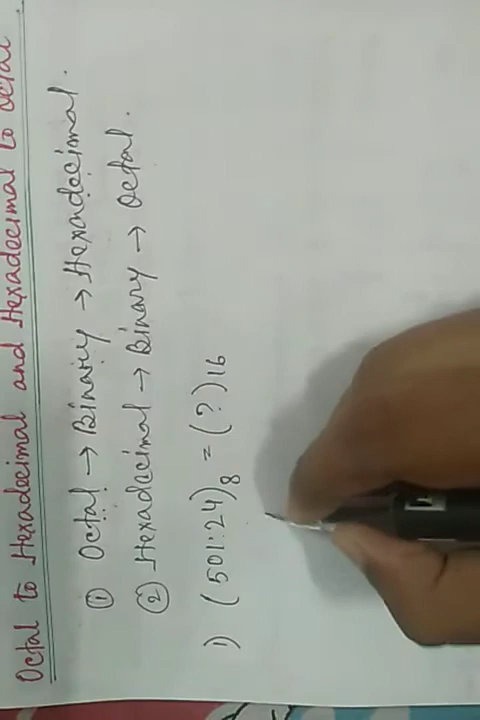 Octal to Hexadecimal and Hexadecimal to Octal
① Octal → Binary → Hexadecimal.
② Hexadecimal → Binary → Octal.
1) (501.24)₈ = (?)₁₆